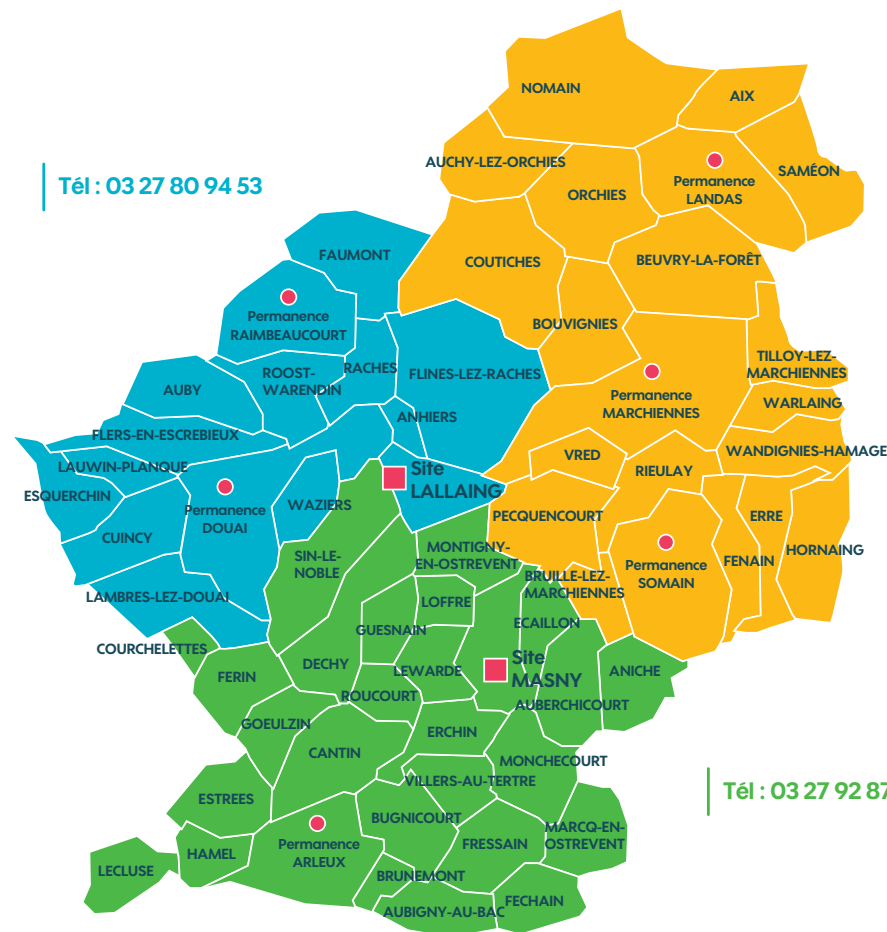 NOMAIN
AIX
AUCHY-LEZ-ORCHIES
ORCHIES
Permanence
LANDAS
SAMÉON
Tél : 03 27 80 94 53
FAUMONT
COUTICHES
BEUVRY-LA-FORÊT
Permanence
RAIMBEAUCOURT
BOUVIGNIES
TILLOY-LEZ-
MARCHIENNES
RACHES
ROOST-
WARENDIN
FLINES-LEZ-RACHES
AUBY
Permanence
MARCHIENNES
WARLAING
ANHIERS
FLERS-EN-ESCREBIEUX
WANDIGNIES-HAMAGE
VRED
RIEULAY
LAUWIN-PLANQUE
Site
LALLAING
ESQUERCHIN
WAZIERS
Permanence
DOUAI
PECQUENCOURT
ERRE
CUINCY
HORNAING
FENAIN
Permanence
SOMAIN
SIN-LE-
NOBLE
MONTIGNY-
EN-OSTREVENT
BRUILLE-LEZ-
MARCHIENNES
LAMBRES-LEZ-DOUAI
LOFFRE
ECAILLON
GUESNAIN
COURCHELETTES
DECHY
LEWARDE
Site
MASNY
ANICHE
FERIN
ROUCOURT
AUBERCHICOURT
GOEULZIN
CANTIN
ERCHIN
MONCHECOURT
VILLERS-AU-TERTRE
Tél : 03 27 92 87
ESTREES
BUGNICOURT
MARCQ-EN-
OSTREVENT
Permanence
ARLEUX
FRESSAIN
HAMEL
LECLUSE
BRUNEMONT
FECHAIN
AUBIGNY-AU-BAC